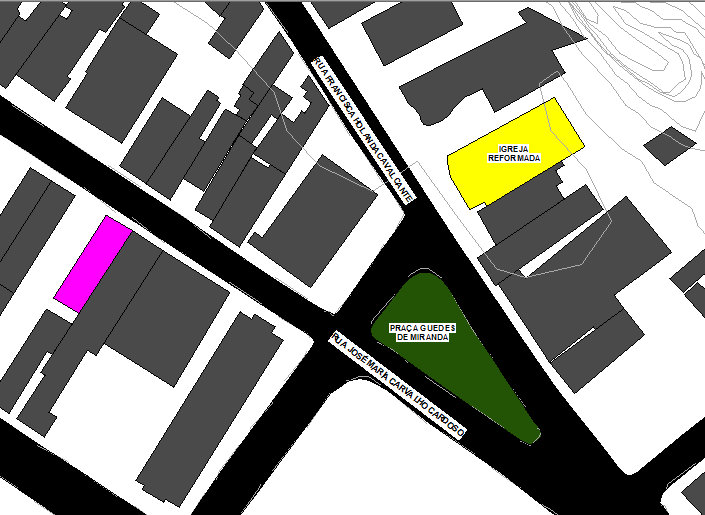 RUA FRANCISCA HOLANDA CAVALCANTE
IGREJA
REFORMADA
PRAÇA GUEDES
DE MIRANDA
RUA JOSÉ MARIA CARVALHO CARDOSO